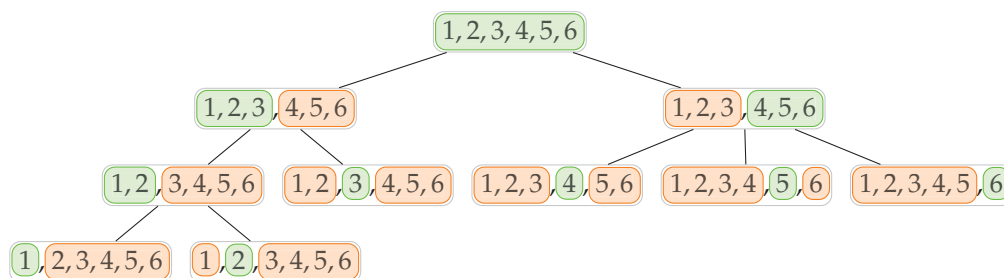 1, 2, 3, 4, 5, 6
1, 2, 3 , 4, 5, 6
1, 2, 3 , 4, 5, 6
1, 2 , 3, 4, 5, 6
1, 2 , 3 , 4, 5, 6
1, 2, 3 , 4 , 5, 6
1, 2, 3, 4 , 5 , 6
1, 2, 3, 4, 5 , 6
1 , 2, 3, 4, 5, 6
1 , 2 , 3, 4, 5, 6